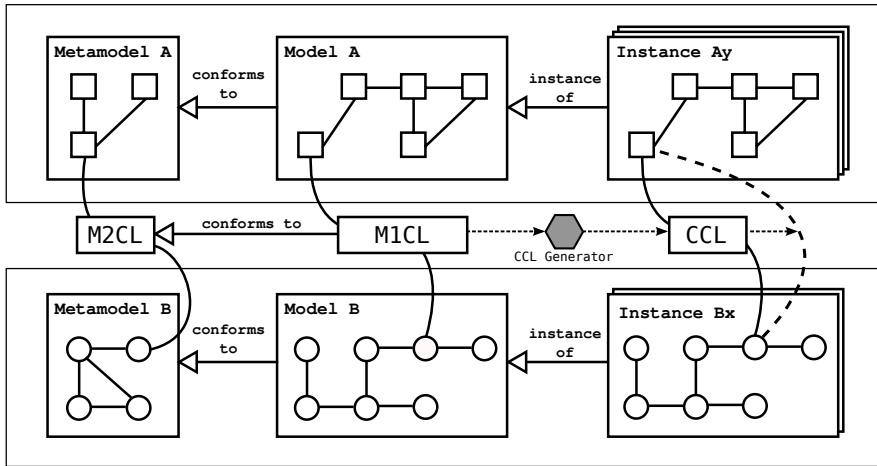 Metamodel A
conforms
to
Model A
instance
of
Instance Ay
M2CL
conforms to
M1CL
CCL Generator
CCL
Metamodel B
conforms
to
Model B
instance
of
Instance Bx